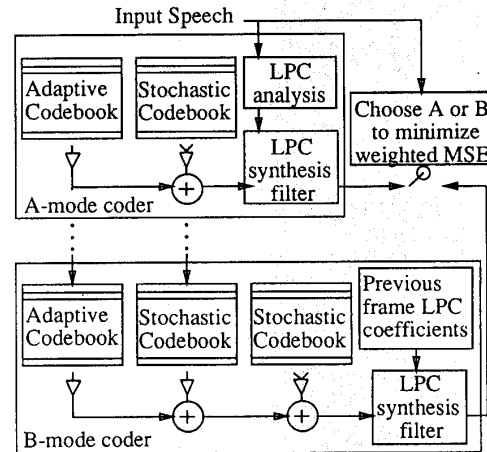 Input Speech
Adaptive
Codebook
Stochastic
Codebook
LPC
analysis
LPC
synthesis
filter
Choose A or B
to minimize
weighted MSE
+
A-mode coder
Adaptive
Codebook
Stochastic
Codebook
Stochastic
Codebook
Previous
frame LPC
coefficients
+
+
LPC
synthesis
filter
B-mode coder